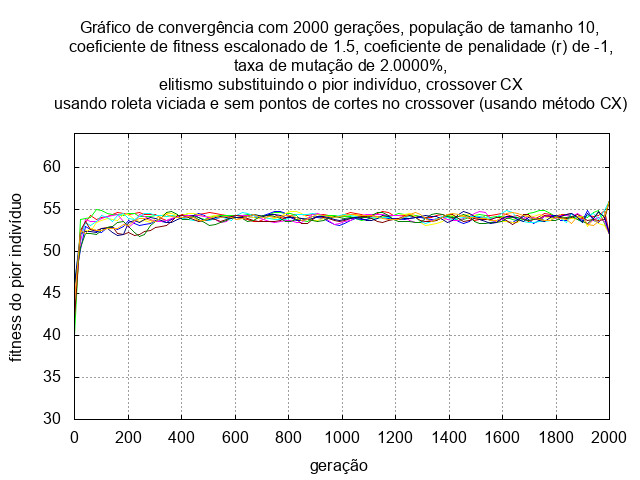 Gráfico de convergência com 2000 gerações, população de tamanho 10,
coeficiente de fitness escalonado de 1.5, coeficiente de penalidade (r) de -1,
taxa de mutação de 2.0000%,
elitismo substituindo o pior indivíduo, crossover CX
usando roleta viciada e sem pontos de cortes no crossover (usando método CX)
fitness do pior indivíduo
60
55
50
45
40
35
30
0 200 400 600 800 1000 1200 1400 1600 1800 2000
geração